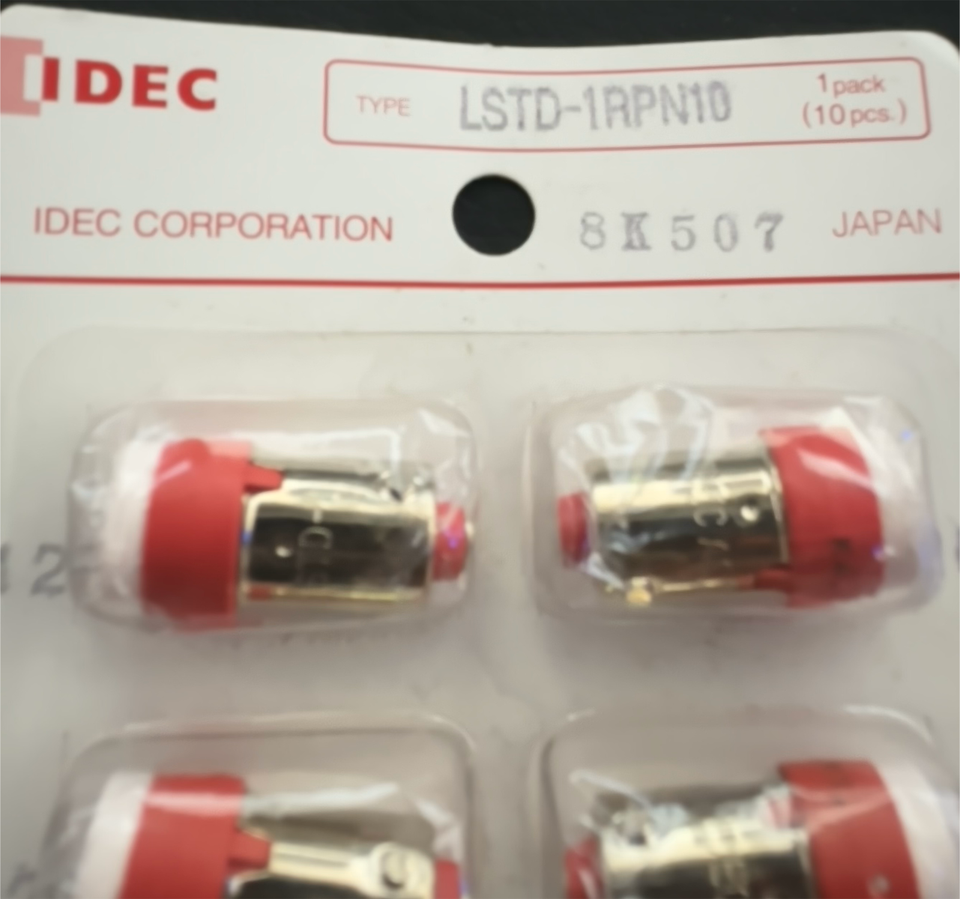 IDEC
TYPE LSTD-1RPN10 1 pack
(10 pcs.)
IDEC CORPORATION 8K507 JAPAN